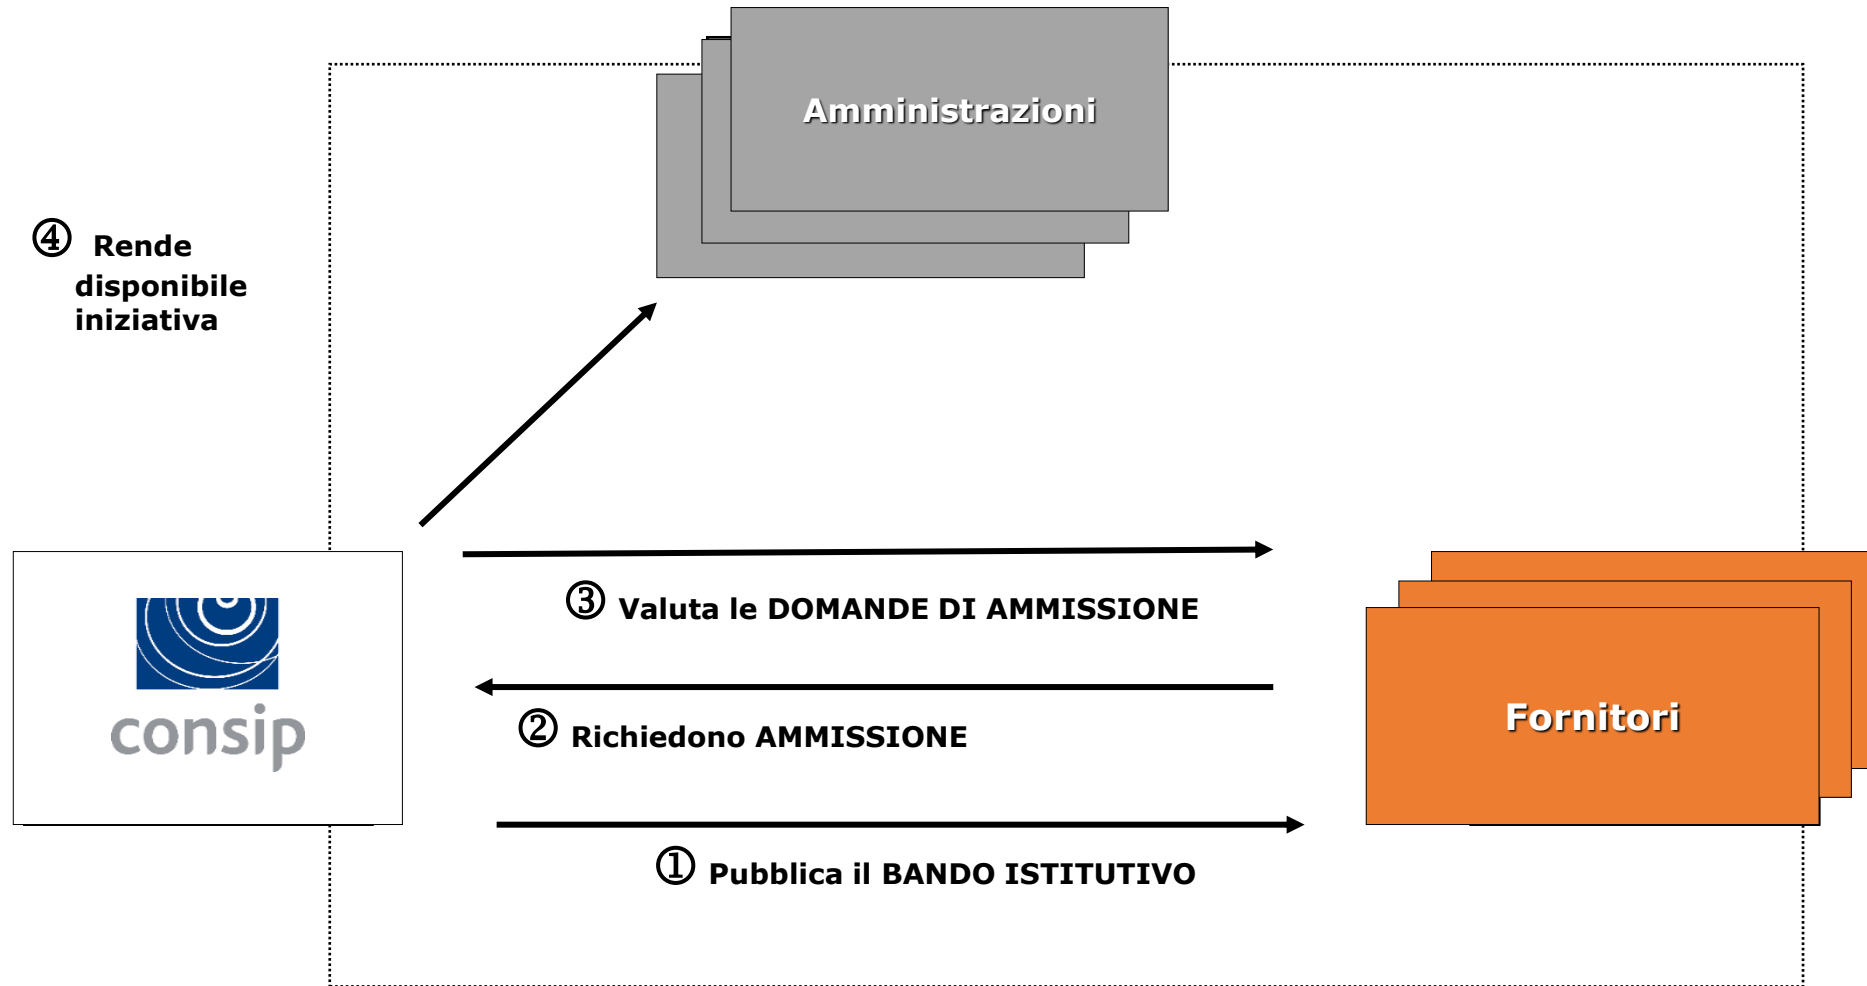 Amministrazioni
④ Rende
disponibile
iniziativa
③ Valuta le DOMANDE DI AMMISSIONE
consip
② Richiedono AMMISSIONE
Fornitori
① Pubblica il BANDO ISTITUTIVO